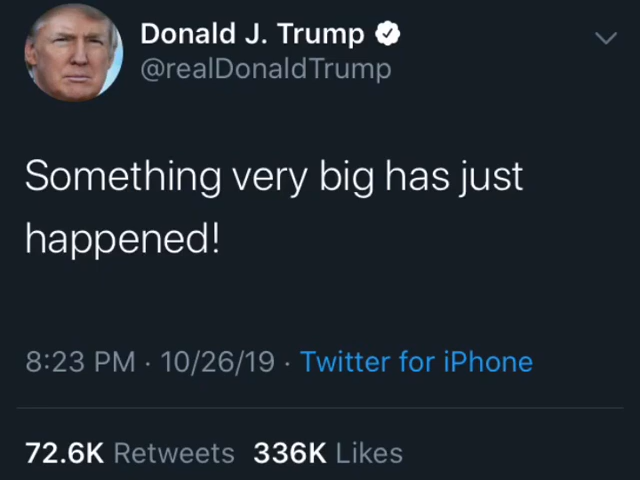 Donald J. Trump
@realDonaldTrump
Something very big has just
happened!
8:23 PM · 10/26/19 · Twitter for iPhone
72.6K Retweets 336K Likes